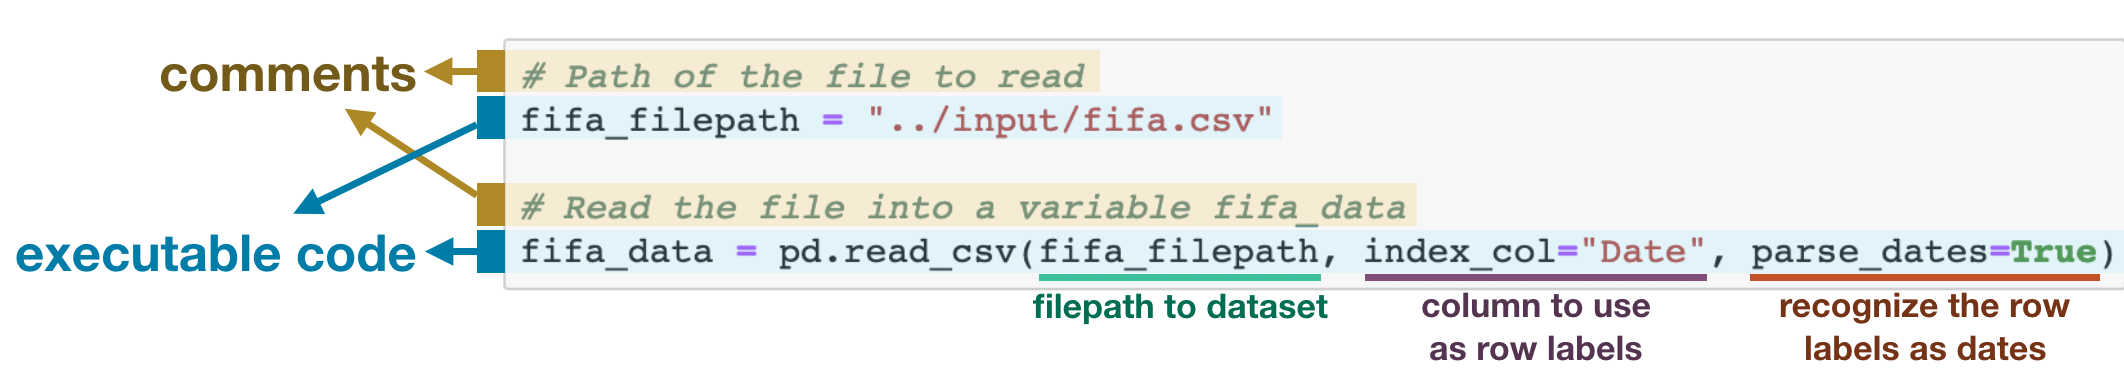 comments
# Path of the file to read
fifa_filepath = "../input/fifa.csv"
# Read the file into a variable fifa_data
executable code
fifa_data = pd.read_csv(fifa_filepath, index_col="Date", parse_dates=True)
filepath to dataset
column to use
as row labels
recognize the row
labels as dates